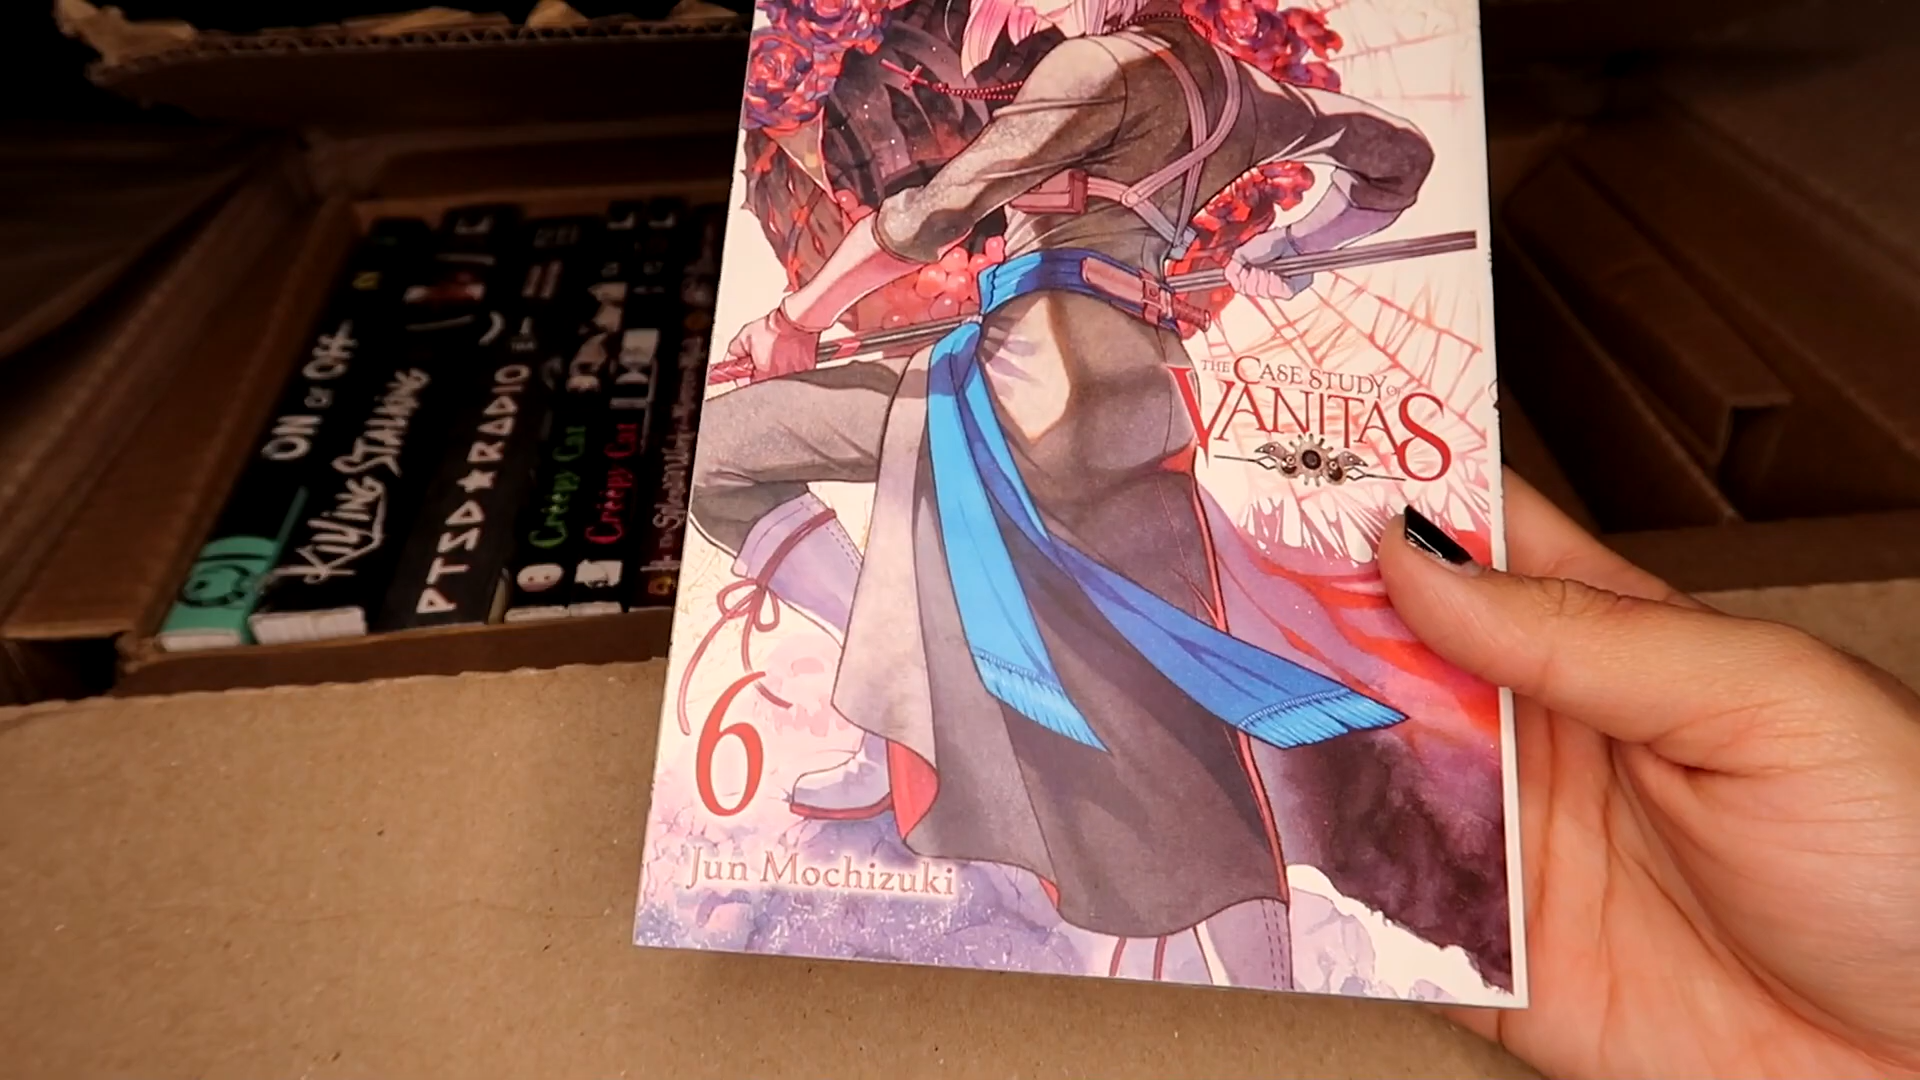 THE CASE STUDY OF
VANITAS
6
Jun Mochizuki
ON or OFF
KILLING STALKING
PTSD★RADIO
Creepy Cat
Creepy Cat